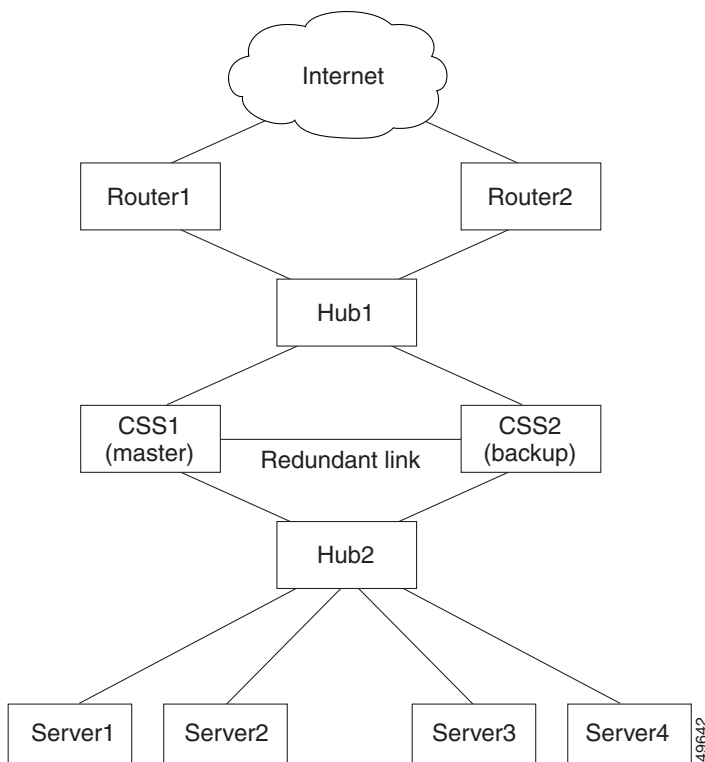 Internet
Router1
Router2
Hub1
CSS1
(master)
CSS2
(backup)
Redundant link
Hub2
Server1
Server2
Server3
Server4
49642